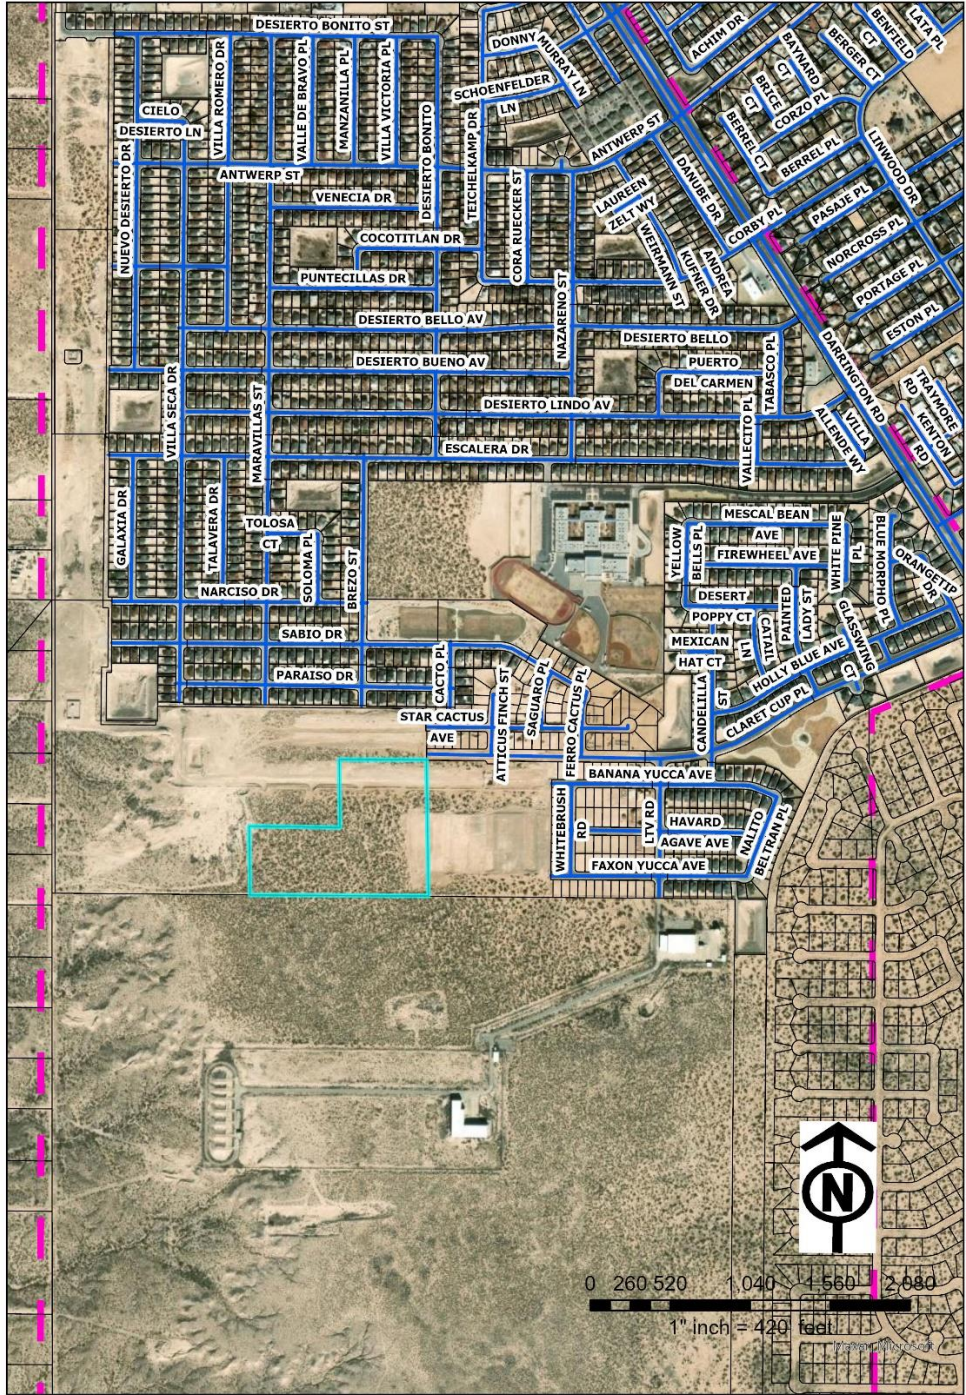 DESIERTO BONITO ST
DONNY
MURRAY LN
ACHIM DR
BENFIELD
CT
LATA PL
BERGER CT
BAYNARD
CT
BRICE
CT
CORZO PL
SCHOENFELDER
LN
VILLA ROMERO DR
VALLE DE BRAVO PL
MANZANILLA PL
VILLA VICTORIA PL
CIELO
DESIERTO LN
NUEVO DESIERTO DR
ANTWERP ST
DESIERTO BONITO
TEICHELKAMP DR
ANTWERP ST
BERREL CT
BERREL PL
LINWOOD DR
DANUBE DR
VENECIA DR
CORA RUECKER ST
LAUREEN
ZELT WY
WEIRMANN ST
ANDREA
KUFNER DR
CORBY PL
PASAJE PL
NORCROSS PL
PORTAGE PL
ESTON PL
COCOTITLAN DR
PUNTECILLAS DR
DESIERTO BELLO AV
NAZARENO ST
DESIERTO BELLO
DARRINGTON RD
DESIERTO BUENO AV
PUERTO
DEL CARMEN
TABASCO PL
TRAYMORE
RD
KENTON
RD
VILLA SECA DR
MARAVILLAS ST
DESIERTO LINDO AV
VALLECITO PL
VILLA
ALLENDE WY
ESCALERA DR
GALAXIA DR
TALAVERA DR
TOLOSA
CT
SOLOMA PL
BREZO ST
MESCAL BEAN
AVE
YELLOW
BELLS PL
FIREWHEEL AVE
WHITE PINE
PL
BLUE MORPHO PL
ORANGETIP
DR
NARCISO DR
DESERT
POPPY CT
PAINTED
LADY ST
CATTAIL
LN
GLASSWING
CT
SABIO DR
MEXICAN
HAT CT
HOLLY BLUE AVE
PARAISO DR
CACTO PL
SAGUARO PL
FERRO CACTUS PL
CANDELILLA
ST
CLARET CUP PL
STAR CACTUS
AVE
ATTICUS FINCH ST
BANANA YUCCA AVE
WHITEBRUSH
RD
LTV RD
HAVARD
AGAVE AVE
NALITO
BELTRAN PL
FAXON YUCCA AVE
N
0 260 520 1,040 1,560 2,080
1" inch = 420 feet